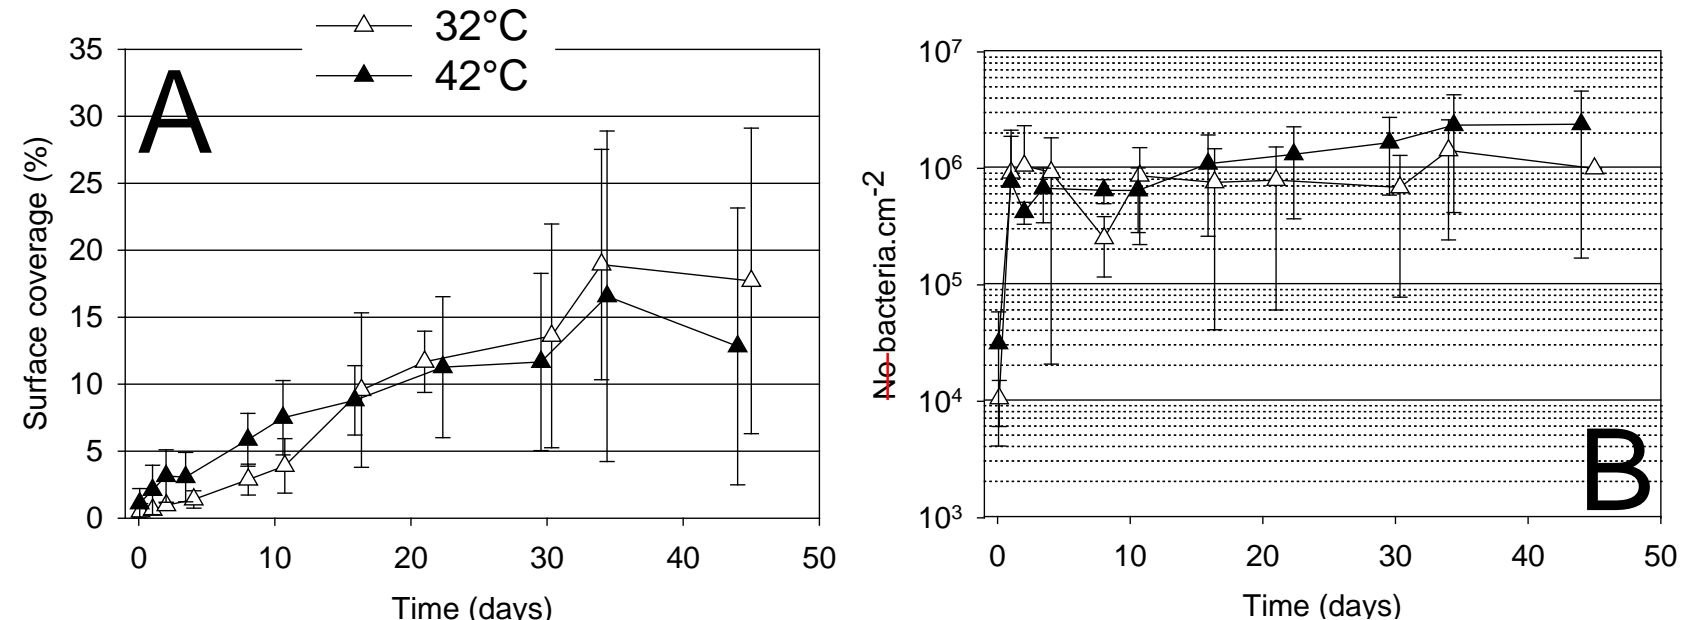 32°C
42°C
A
35
30
25
20
15
10
5
0
Surface coverage (%)
0 10 20 30 40 50
Time (days)
10⁷
10⁶
10⁵
10⁴
10³
No bacteria.cm⁻²
B
0 10 20 30 40 50
Time (days)